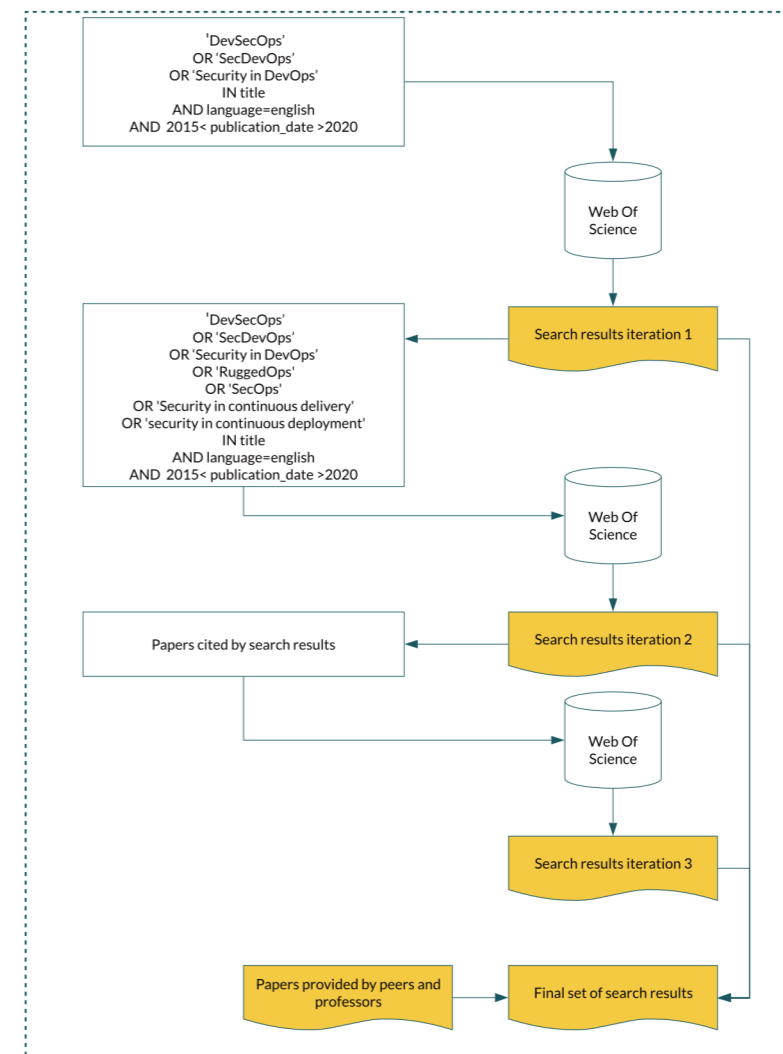 'DevSecOps'
OR 'SecDevOps'
OR 'Security in DevOps'
IN title
AND language=english
AND 2015< publication_date >2020
Web Of
Science
Search results iteration 1
'DevSecOps'
OR 'SecDevOps'
OR 'Security in DevOps'
OR 'RuggedOps'
OR 'SecOps'
OR 'Security in continuous delivery'
OR 'security in continuous deployment'
IN title
AND language=english
AND 2015< publication_date >2020
Web Of
Science
Search results iteration 2
Papers cited by search results
Web Of
Science
Search results iteration 3
Papers provided by peers and
professors
Final set of search results